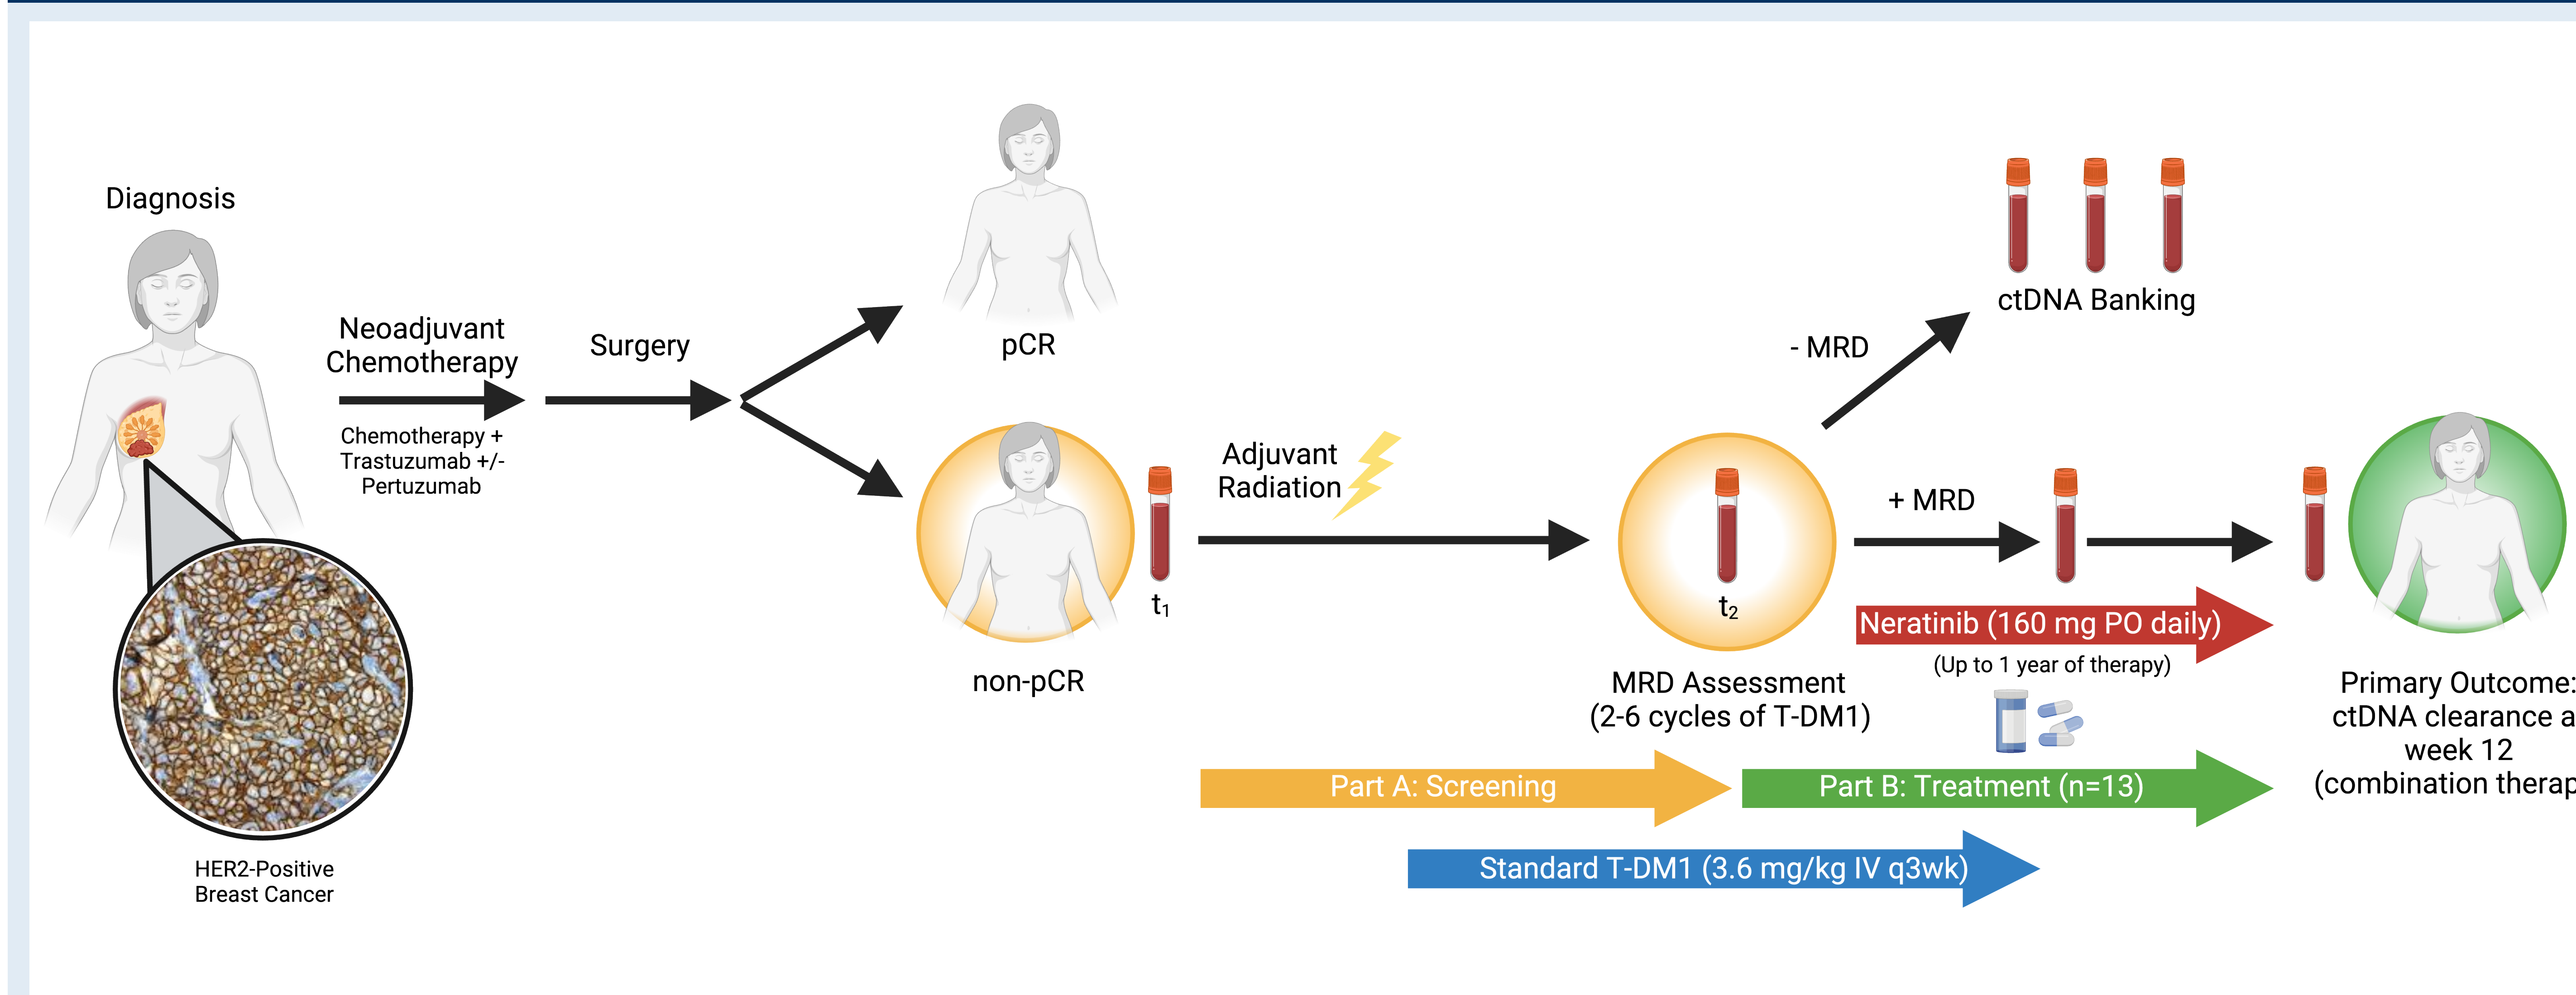 Diagnosis
Neoadjuvant
Chemotherapy
Chemotherapy +
Trastuzumab +/-
Pertuzumab
HER2-Positive
Breast Cancer
Surgery
pCR
non-pCR
t₁
Adjuvant
Radiation
t₂
MRD Assessment
(2-6 cycles of T-DM1)
- MRD
ctDNA Banking
+ MRD
Neratinib (160 mg PO daily)
(Up to 1 year of therapy)
Part A: Screening
Part B: Treatment (n=13)
Standard T-DM1 (3.6 mg/kg IV q3wk)
Primary Outcome:
ctDNA clearance a
week 12
(combination therap